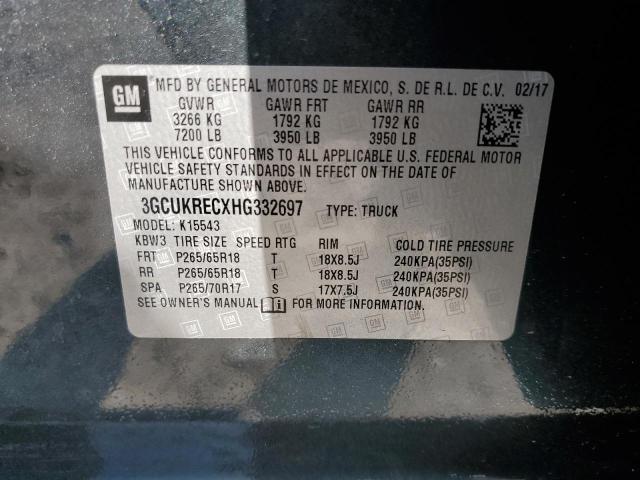 GM MFD BY GENERAL MOTORS DE MEXICO, S. DE R.L. DE C.V. 02/17
GVWR GAWR FRT GAWR RR
3266 KG 1792 KG 1792 KG
7200 LB 3950 LB 3950 LB
THIS VEHICLE CONFORMS TO ALL APPLICABLE U.S. FEDERAL MOTOR
VEHICLE SAFETY STANDARDS IN EFFECT ON THE DATE OF
MANUFACTURE SHOWN ABOVE.
3GCUKRECXHG332697 TYPE: TRUCK
MODEL: K15543
KBW3 TIRE SIZE SPEED RTG RIM COLD TIRE PRESSURE
FRT P265/65R18 T 18X8.5J 240KPA(35PSI)
RR P265/65R18 T 18X8.5J 240KPA(35PSI)
SPA P265/70R17 S 17X7.5J 240KPA(35PSI)
SEE OWNER'S MANUAL FOR MORE INFORMATION.